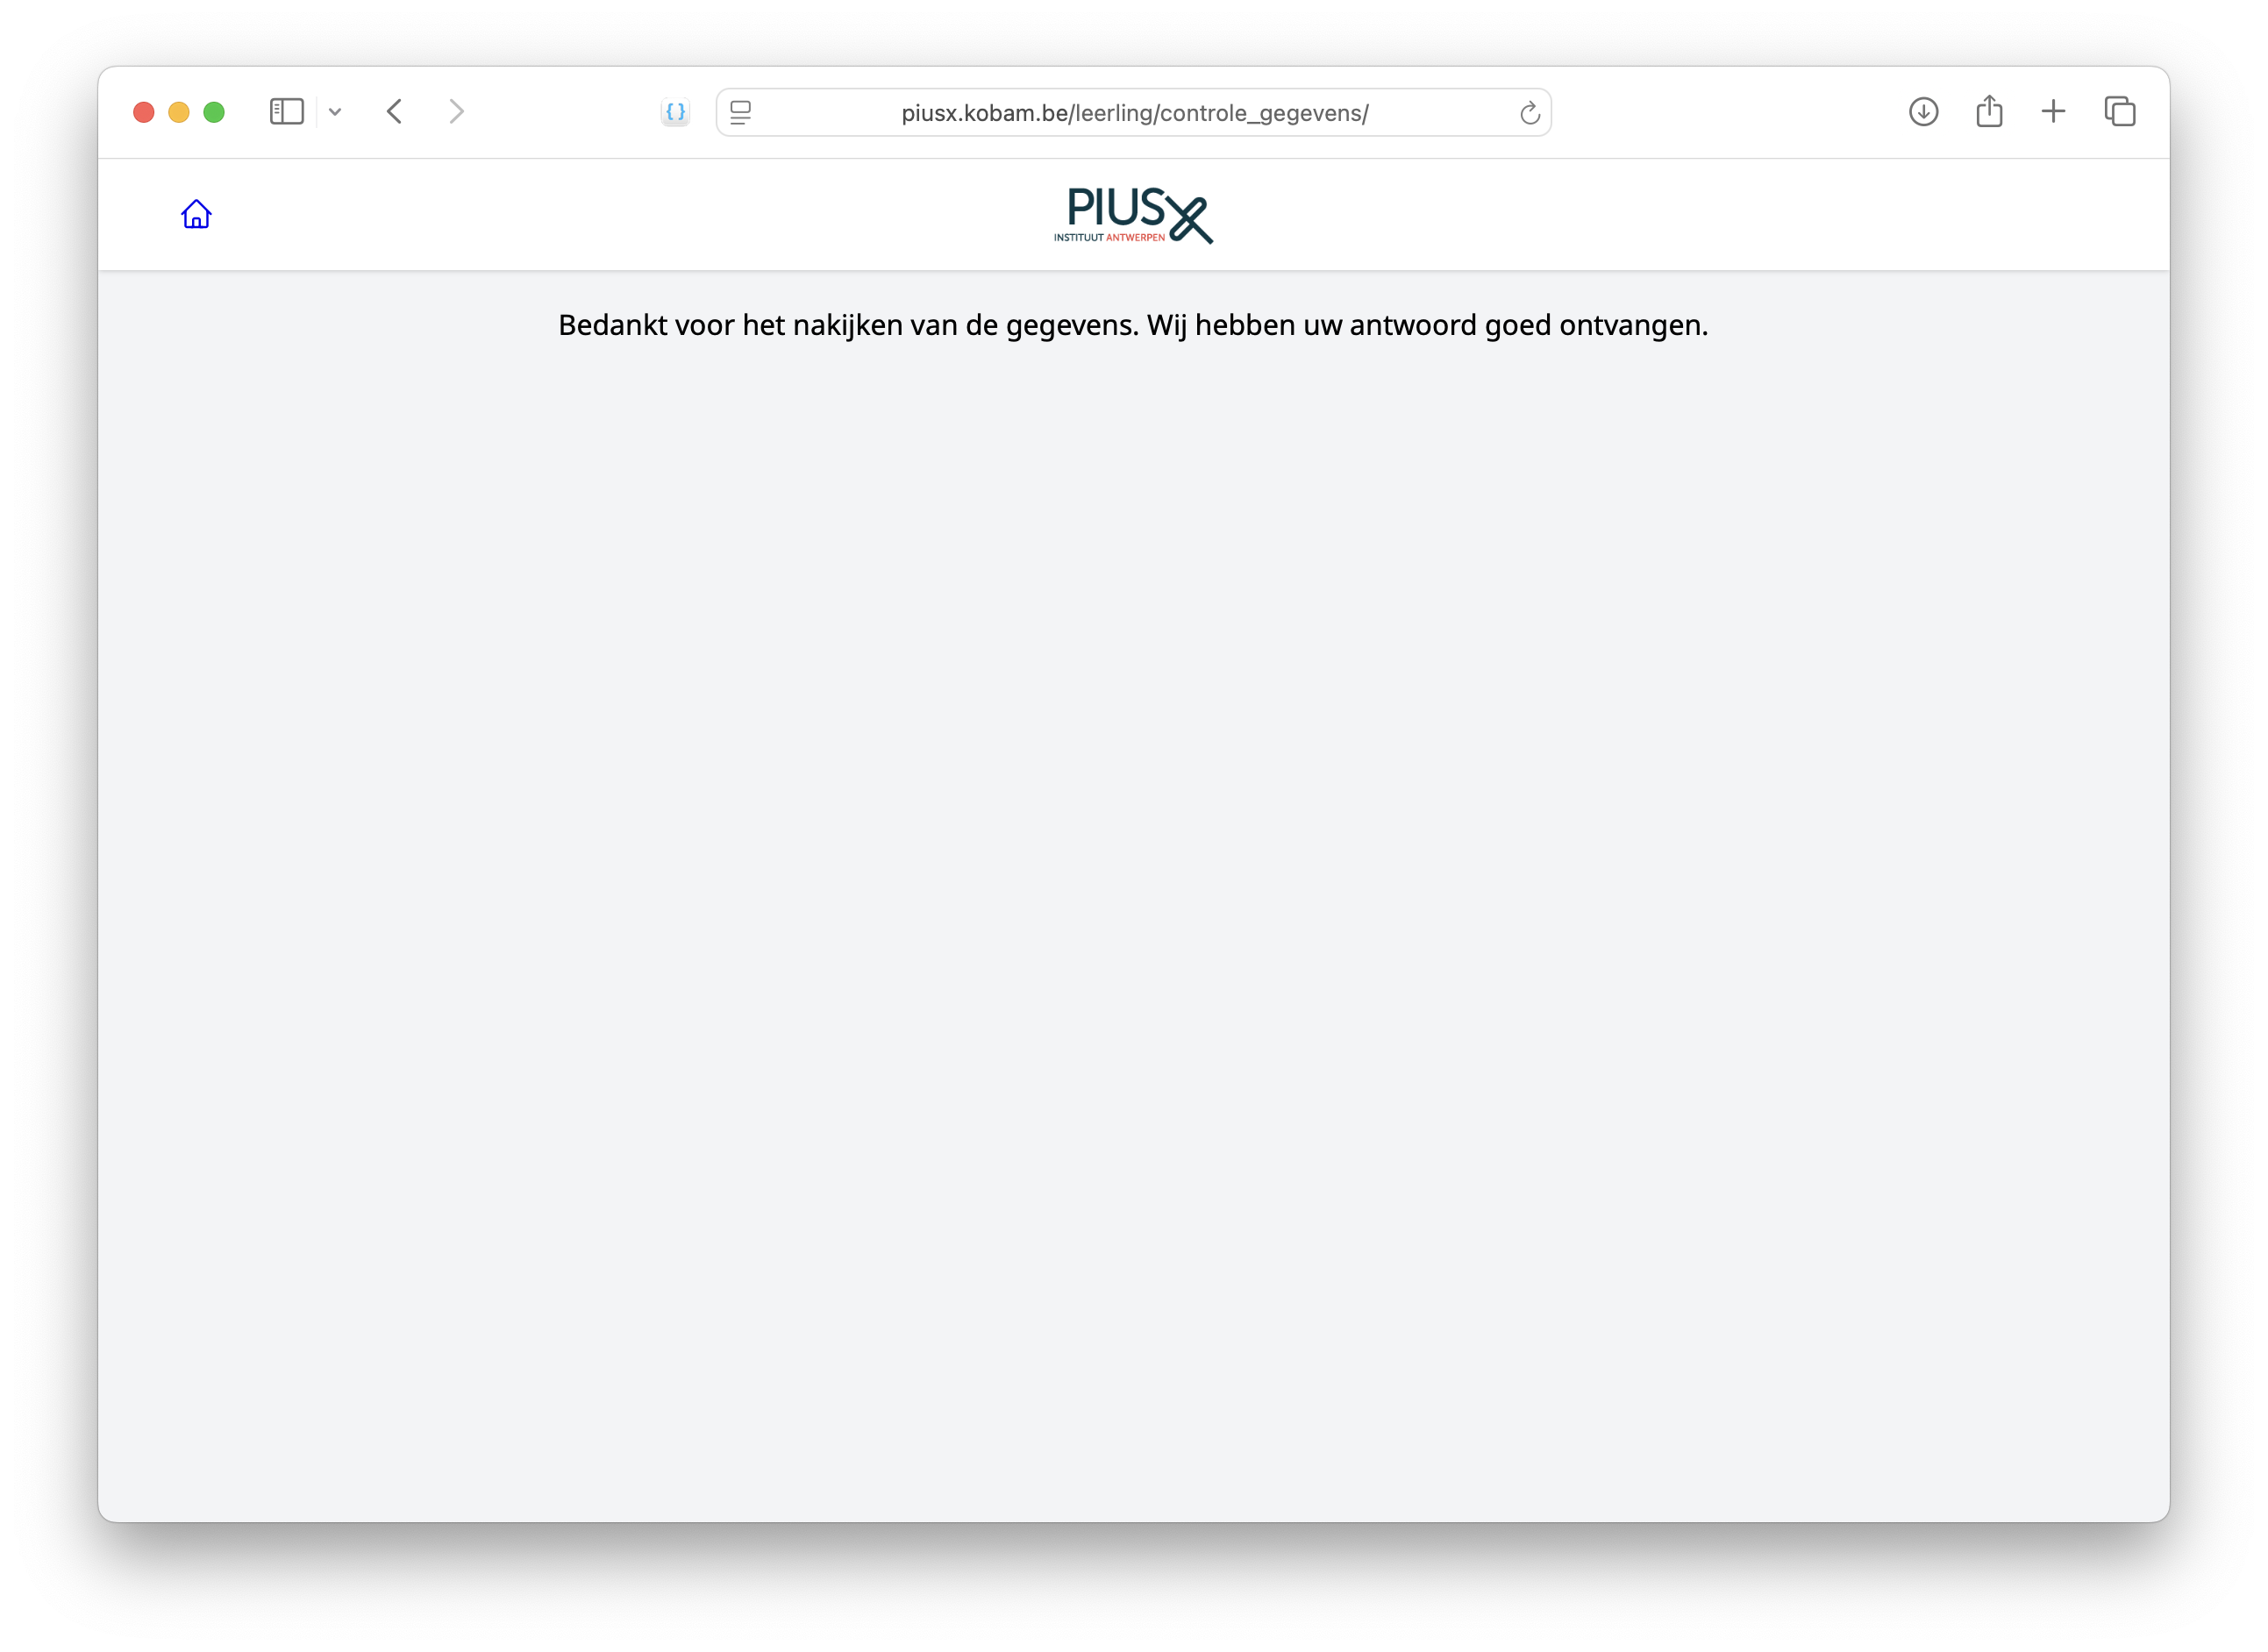 { }
piusx.kobam.be/leerling/controle_gegevens/
PIUSX
INSTITUUT ANTWERPEN
Bedankt voor het nakijken van de gegevens. Wij hebben uw antwoord goed ontvangen.